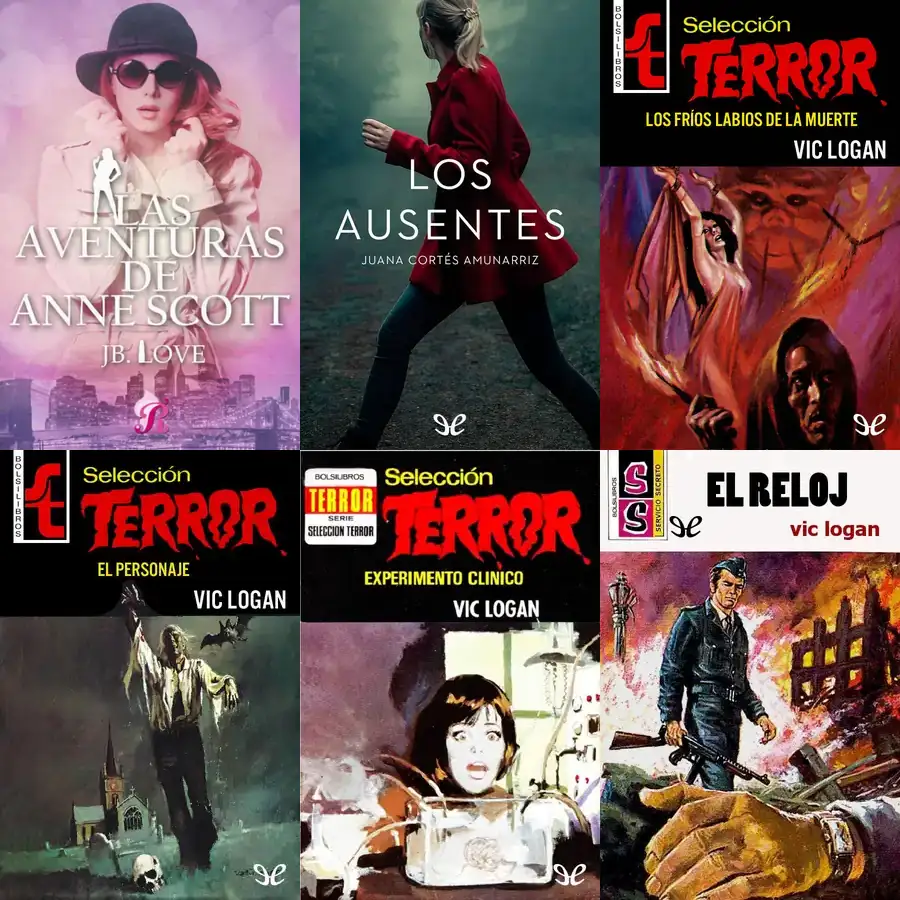 LAS
AVENTURAS
DE
ANNE SCOTT
JB. LOVE
R
LOS
AUSENTES
JUANA CORTÉS AMUNARRIZ
BOLSILIBROS
Selección
TERROR
LOS FRÍOS LABIOS DE LA MUERTE
VIC LOGAN
BOLSILIBROS
Selección
TERROR
EL PERSONAJE
VIC LOGAN
BOLSILIBROS
TERROR
SERIE
SELECCION TERROR
Selección
TERROR
EXPERIMENTO CLINICO
VIC LOGAN
BOLSILIBROS
SS
SERVICIO SECRETO
EL RELOJ
vic logan